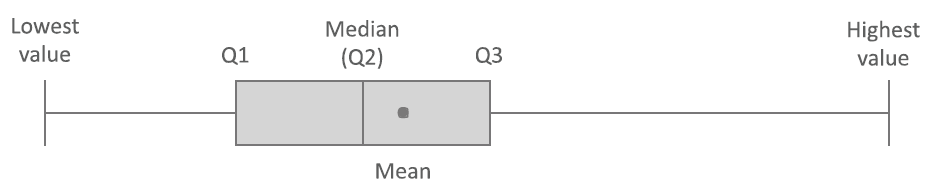 Lowest
value
Q1
Median
(Q2)
Q3
Highest
value
Mean